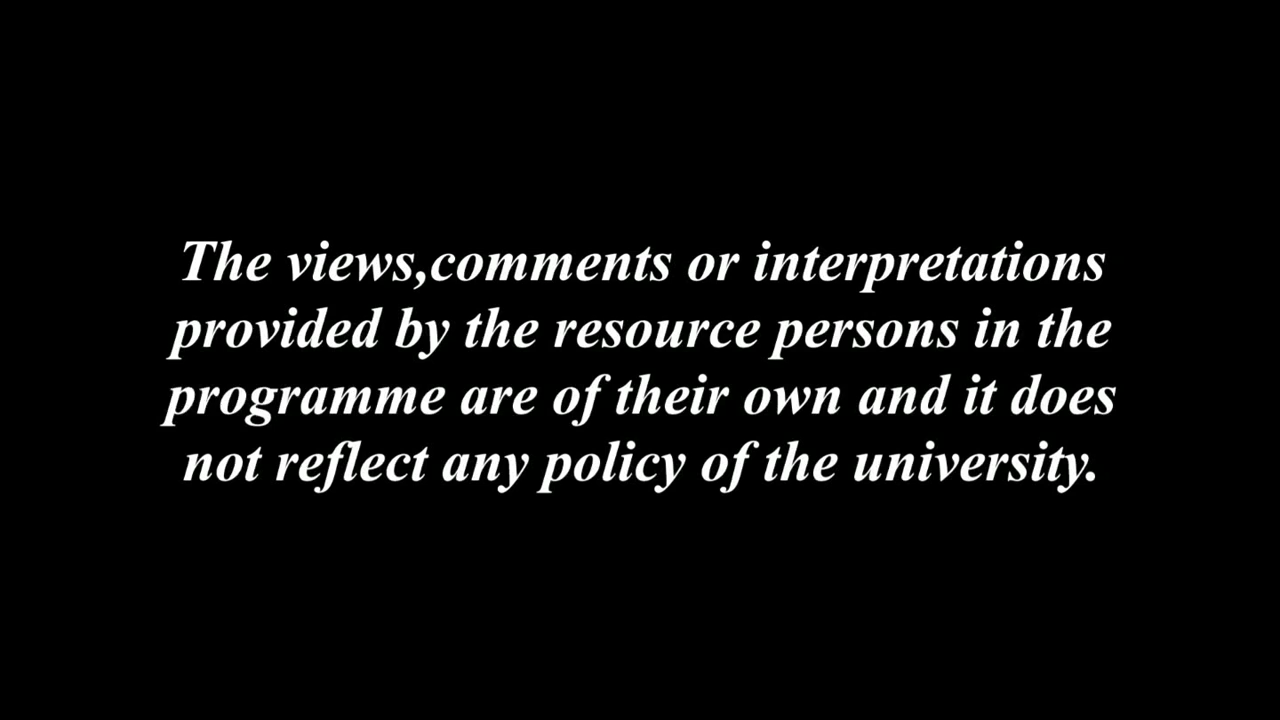 The views,comments or interpretations
provided by the resource persons in the
programme are of their own and it does
not reflect any policy of the university.